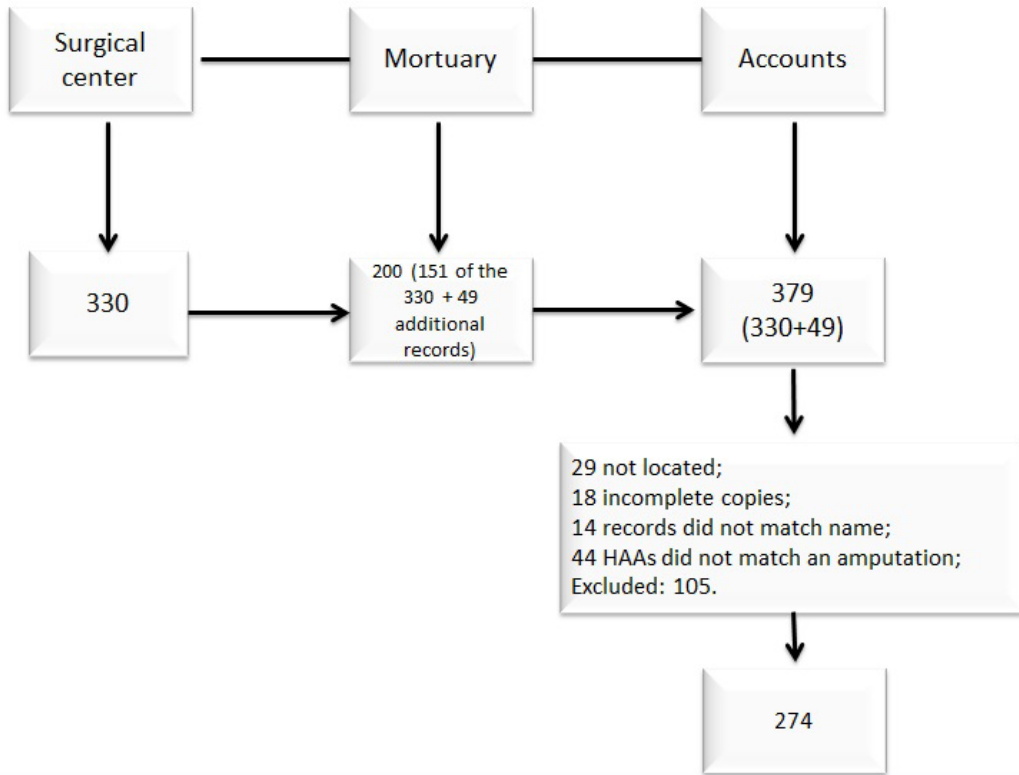 Surgical
center
Mortuary
Accounts
330
200 (151 of the
330 + 49
additional
records)
379
(330+49)
29 not located;
18 incomplete copies;
14 records did not match name;
44 HAAs did not match an amputation;
Excluded: 105.
274